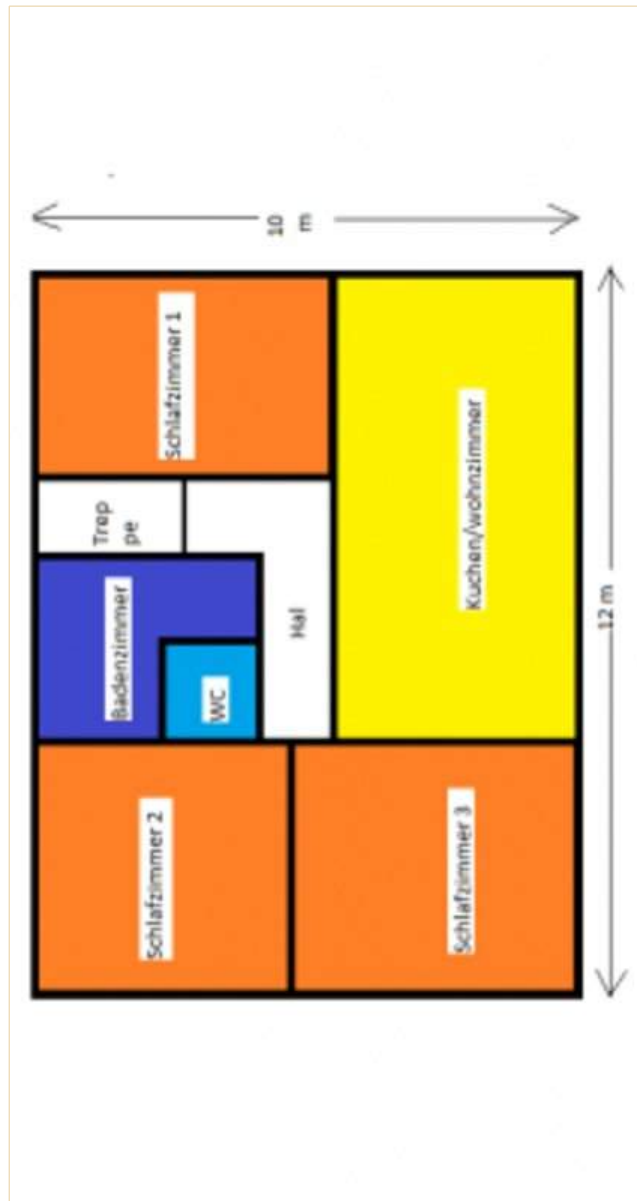 10
m
Schlafzimmer 1
Trep
pe
Badenzimmer
WC
Hal
Kuchen/wohnzimmer
12 m
Schlafzimmer 2
Schlafzimmer 3